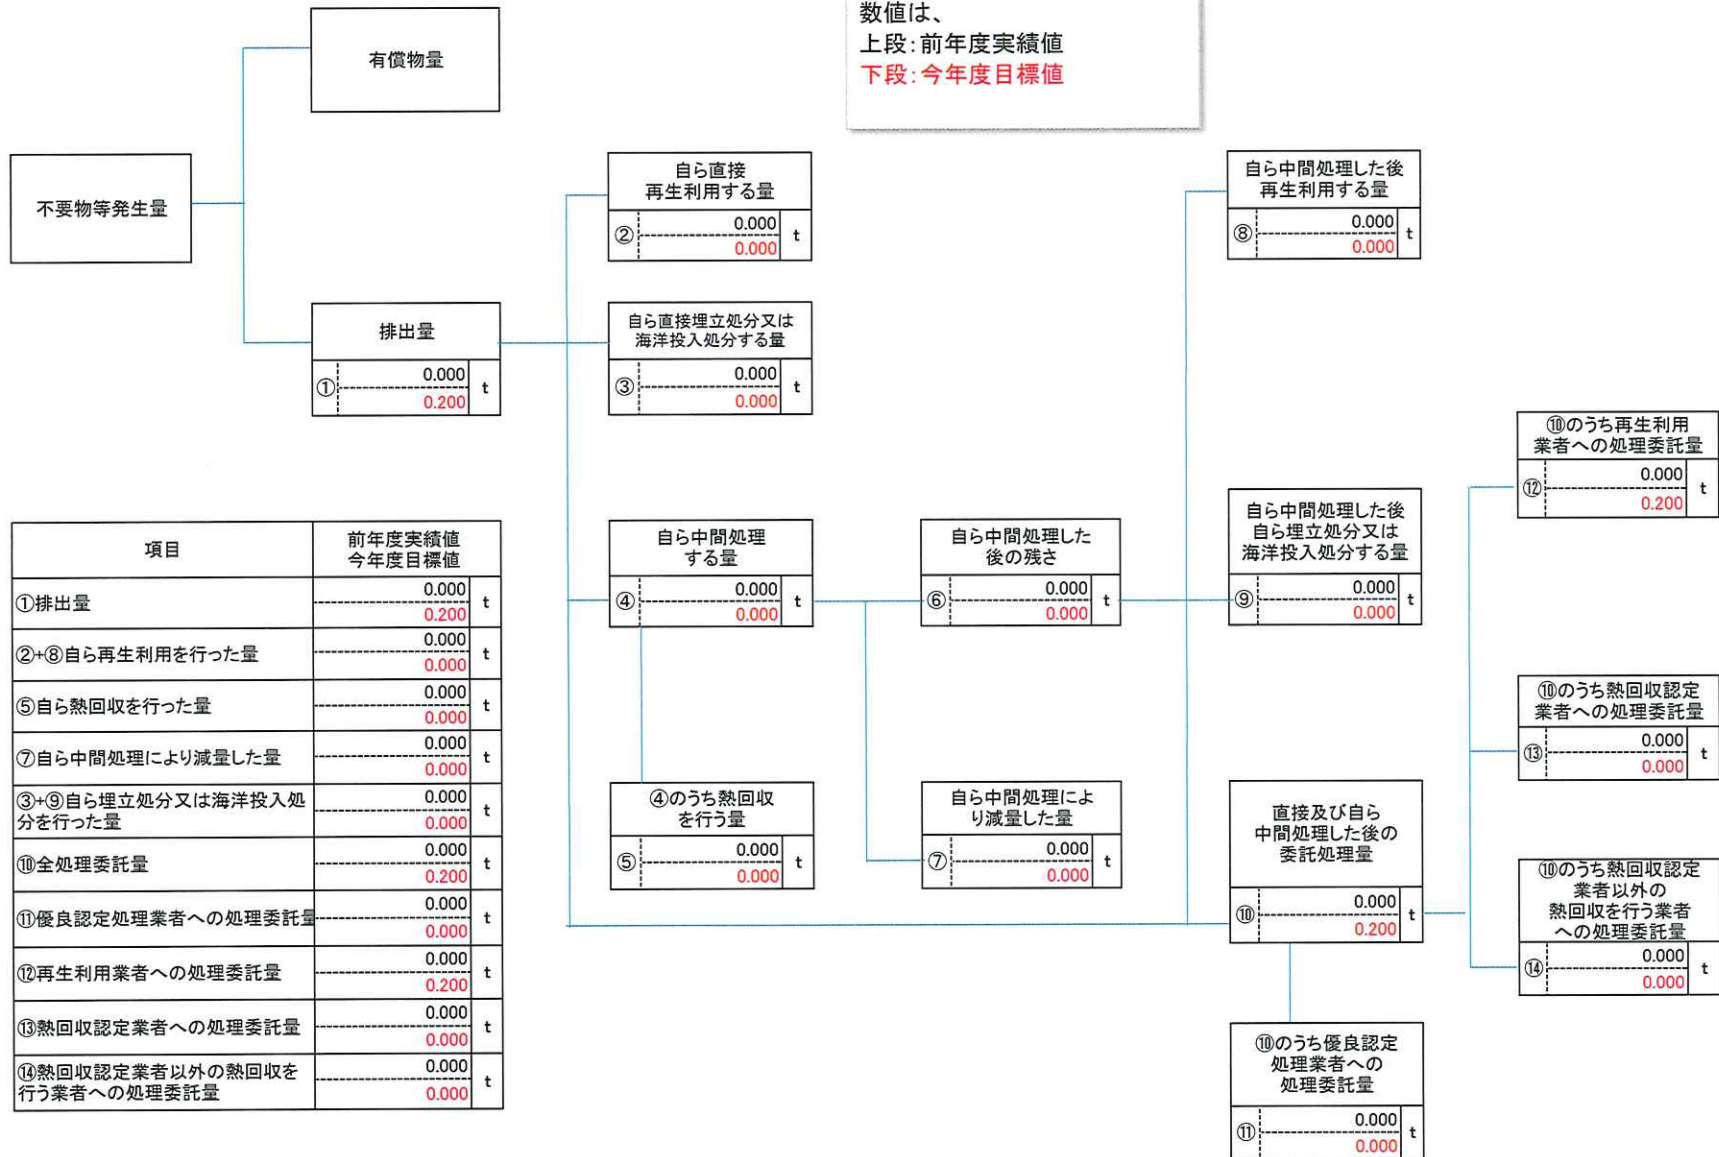 数値は、
上段：前年度実績値
下段：今年度目標値
有償物量
不要物等発生量
排出量
①
0.000
0.200
t
自ら直接
再生利用する量
②
0.000
0.000
t
自ら直接埋立処分又は
海洋投入処分する量
③
0.000
0.000
t
自ら中間処理
する量
④
0.000
0.000
t
④のうち熱回収
を行う量
⑤
0.000
0.000
t
自ら中間処理した
後の残さ
⑥
0.000
0.000
t
自ら中間処理によ
り減量した量
⑦
0.000
0.000
t
自ら中間処理した後
再生利用する量
⑧
0.000
0.000
t
自ら中間処理した後
自ら埋立処分又は
海洋投入処分する量
⑨
0.000
0.000
t
直接及び自ら
中間処理した後の
委託処理量
⑩
0.000
0.200
t
⑩のうち優良認定
処理業者への
処理委託量
⑪
0.000
0.000
t
⑩のうち再生利用
業者への処理委託量
⑫
0.000
0.200
t
⑩のうち熱回収認定
業者への処理委託量
⑬
0.000
0.000
t
⑩のうち熱回収認定
業者以外の
熱回収を行う業者
への処理委託量
⑭
0.000
0.000
t
項目
前年度実績値
今年度目標値
①排出量
0.000
0.200
t
②+⑧自ら再生利用を行った量
0.000
0.000
t
⑤自ら熱回収を行った量
0.000
0.000
t
⑦自ら中間処理により減量した量
0.000
0.000
t
③+⑨自ら埋立処分又は海洋投入処
分を行った量
0.000
0.000
t
⑩全処理委託量
0.000
0.200
t
⑪優良認定処理業者への処理委託量
0.000
0.000
t
⑫再生利用業者への処理委託量
0.000
0.200
t
⑬熱回収認定業者への処理委託量
0.000
0.000
t
⑭熱回収認定業者以外の熱回収を
行う業者への処理委託量
0.000
0.000
t